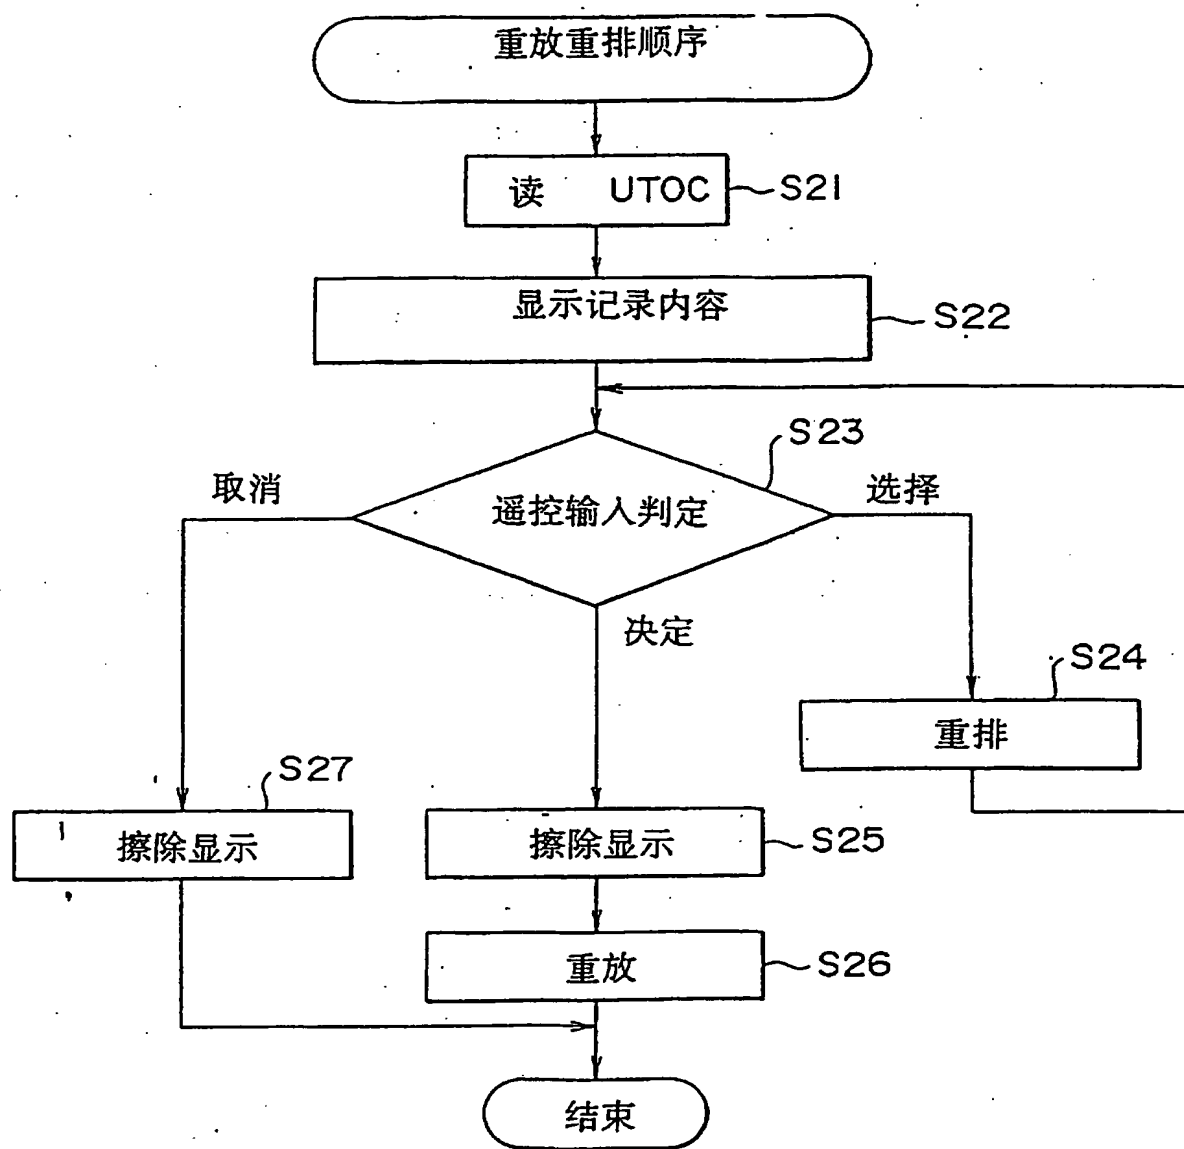 重放重排顺序
读 UTOC
S21
显示记录内容
S22
S23
取消
遥控输入判定
选择
决定
S24
重排
S27
擦除显示
擦除显示
S25
重放
S26
结束